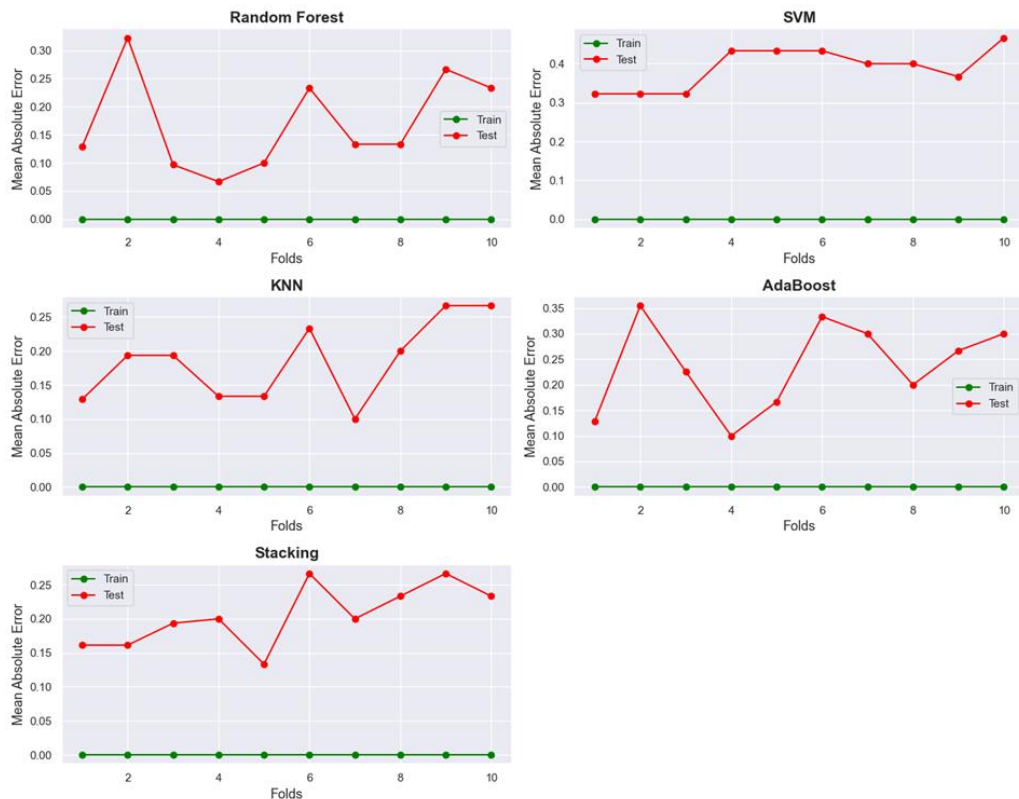 Random Forest
Mean Absolute Error
0.30
0.25
0.20
0.15
0.10
0.05
0.00
Train
Test
2 4 6 8 10
Folds
SVM
Mean Absolute Error
0.4
0.3
0.2
0.1
0.0
Train
Test
2 4 6 8 10
Folds
KNN
Mean Absolute Error
0.25
0.20
0.15
0.10
0.05
0.00
Train
Test
2 4 6 8 10
Folds
AdaBoost
Mean Absolute Error
0.35
0.30
0.25
0.20
0.15
0.10
0.05
0.00
Train
Test
2 4 6 8 10
Folds
Stacking
Mean Absolute Error
0.25
0.20
0.15
0.10
0.05
0.00
Train
Test
2 4 6 8 10
Folds